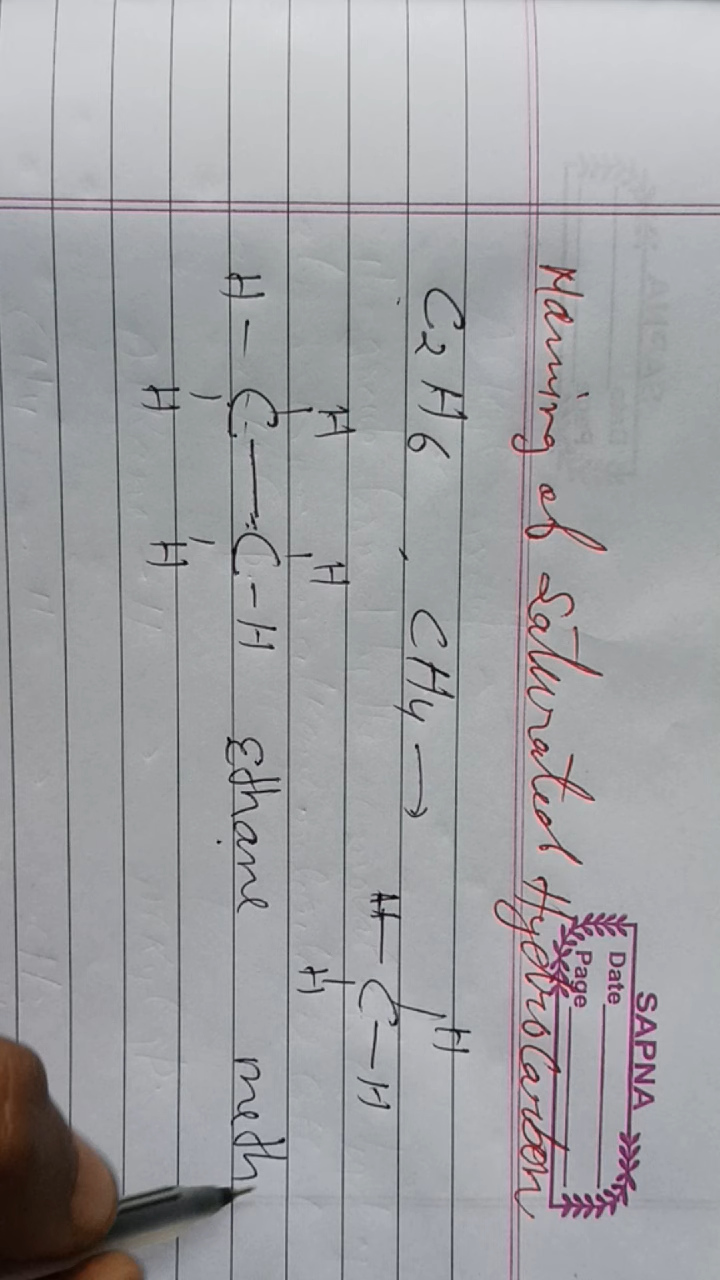 SAPNA
Date
Page
Naming of Saturated Hydrocarbon
C2H6 , CH4 →
H
H – C – H
H
H H
H – C – C – H
H H
Ethane meth